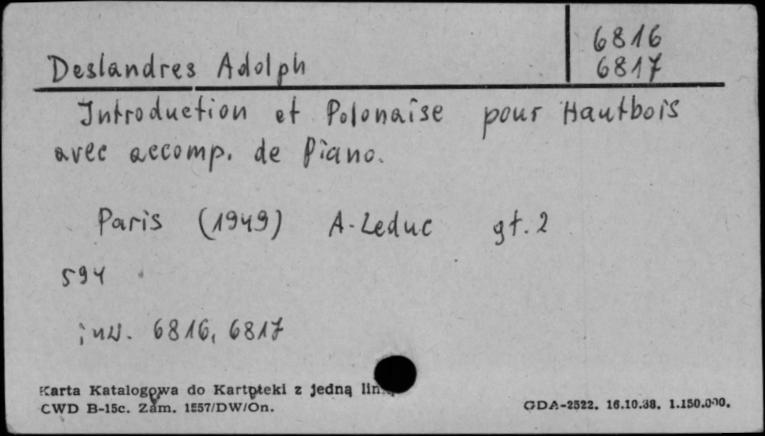 6816
Deslandres Adolph 6817
Introduction et Polonaise pour Hautbois
avec accomp. de Piano.
Paris (1949) A-Leduc gt. 2
594
inw. 6816, 6817
Karta Katalogowa do Kartoteki z jedną
CWD B-15c. Zam. 1557/DW/On.
GDA-2522. 16.10.38. 1.150.000.